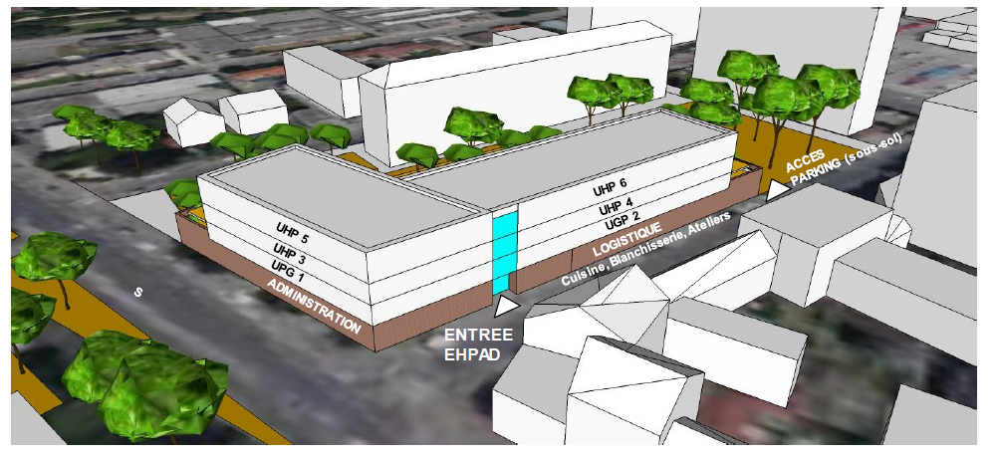 UHP 5
UHP 3
UPG 1
ADMINISTRATION
UHP 6
UHP 4
UGP 2
LOGISTIQUE
Cuisine, Blanchisserie, Ateliers
ACCES
PARKING (sous-sol)
ENTREE
EHPAD
S